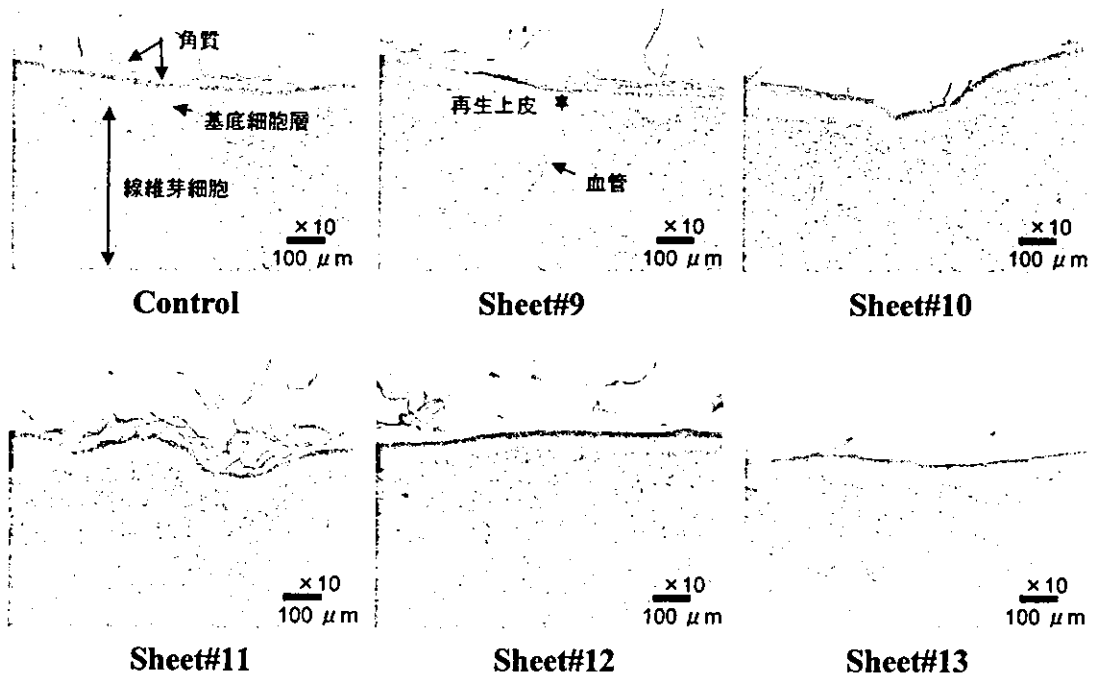 角質
基底細胞層
線維芽細胞
×10
100 μm
Control
再生上皮
血管
×10
100 μm
Sheet#9
×10
100 μm
Sheet#10
×10
100 μm
Sheet#11
×10
100 μm
Sheet#12
×10
100 μm
Sheet#13